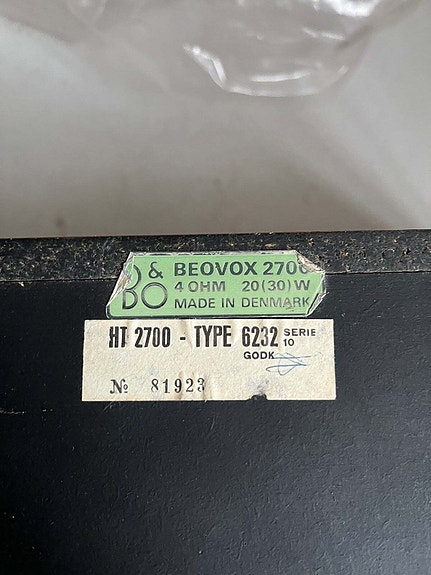 B&O BEOVOX 2700
4 OHM 20(30)W
MADE IN DENMARK
HT 2700 - TYPE 6232 SERIE 10
GODK
№ 81923